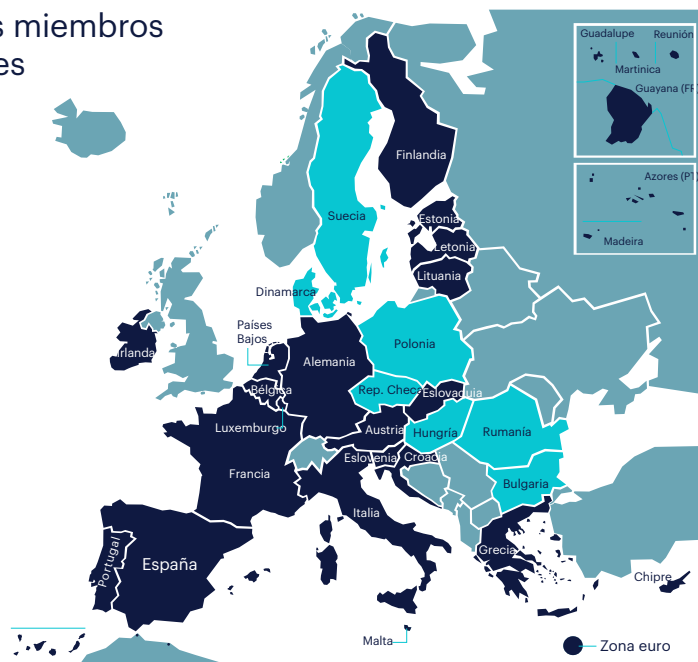 s miembros
es
Guadalupe
Reunión
Martinica
Guayana (FR
Azores (PT)
Madeira
Finlandia
Suecia
Estonia
Letonia
Lituania
Dinamarca
Países
Bajos
Irlanda
Polonia
Alemania
Bélgica
Rep. Checa
Eslovaquia
Luxemburgo
Austria
Hungría
Rumanía
Francia
Eslovenia
Croacia
Bulgaria
Italia
Portugal
España
Grecia
Chipre
Malta
Zona euro